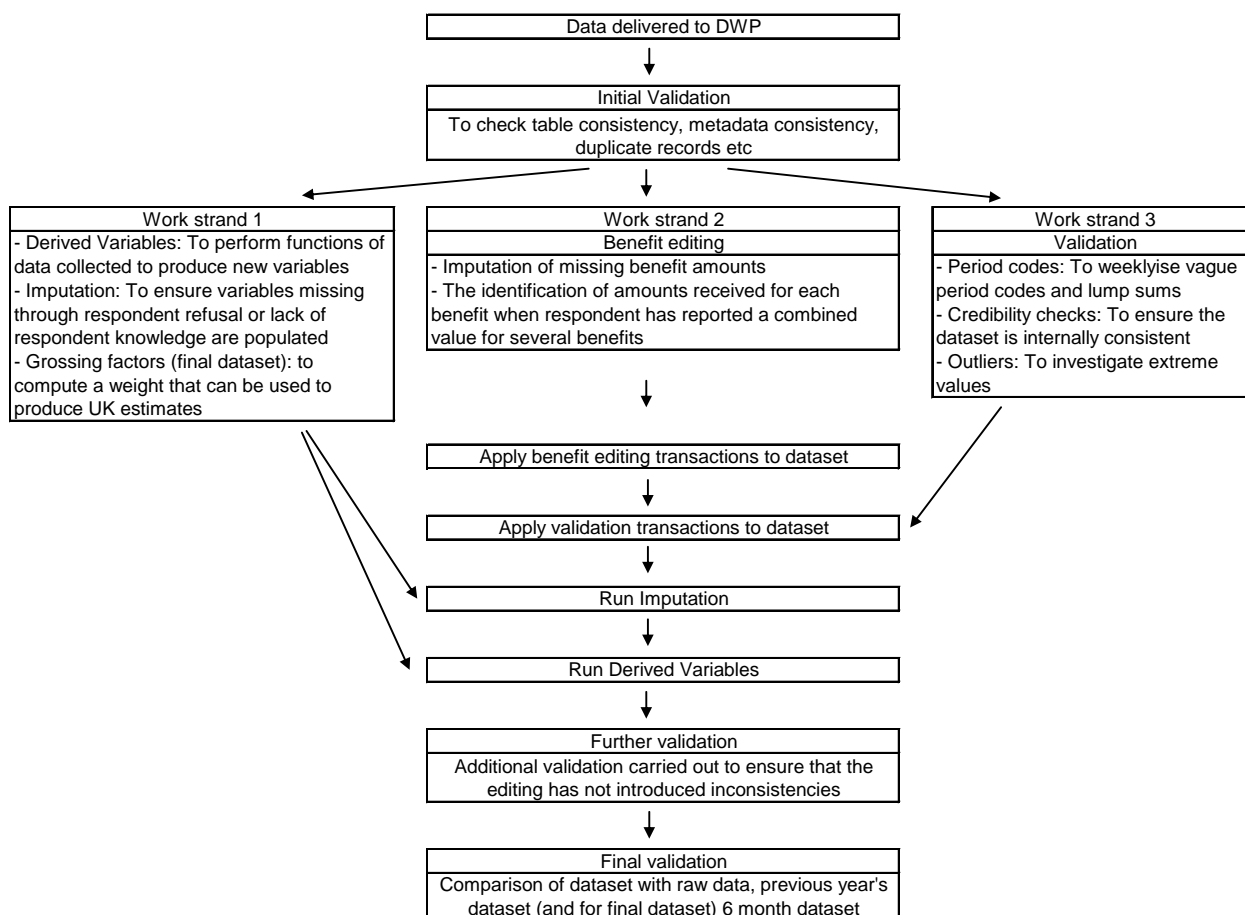 Data delivered to DWP
Initial Validation
To check table consistency, metadata consistency,
duplicate records etc
Work strand 1
- Derived Variables: To perform functions of
data collected to produce new variables
- Imputation: To ensure variables missing
through respondent refusal or lack of
respondent knowledge are populated
- Grossing factors (final dataset): to
compute a weight that can be used to
produce UK estimates
Work strand 2
Benefit editing
- Imputation of missing benefit amounts
- The identification of amounts received for each
benefit when respondent has reported a combined
value for several benefits
Work strand 3
Validation
- Period codes: To weeklyise vague
period codes and lump sums
- Credibility checks: To ensure the
dataset is internally consistent
- Outliers: To investigate extreme
values
Apply benefit editing transactions to dataset
Apply validation transactions to dataset
Run Imputation
Run Derived Variables
Further validation
Additional validation carried out to ensure that the
editing has not introduced inconsistencies
Final validation
Comparison of dataset with raw data, previous year's
dataset (and for final dataset) 6 month dataset